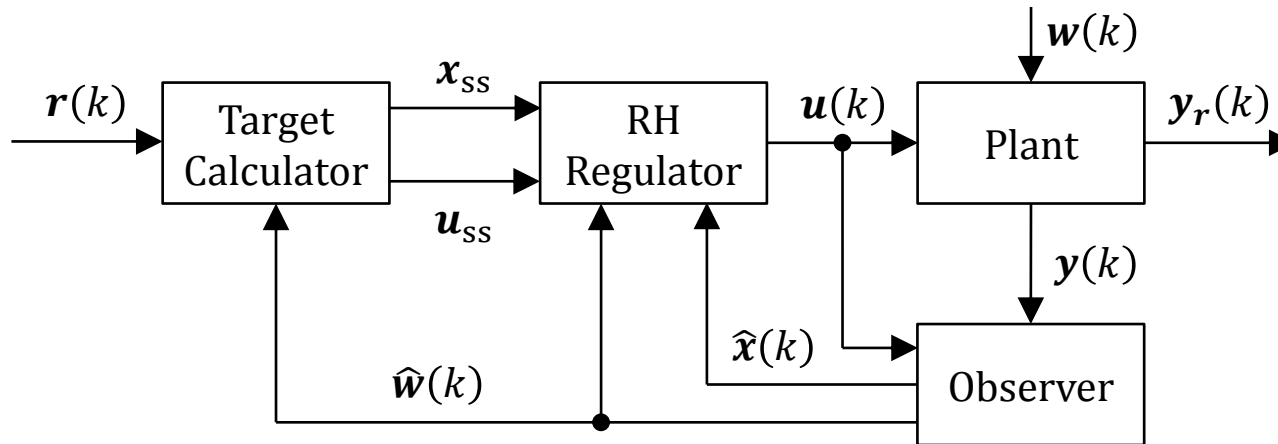 w(k)
r(k)
x_ss
u(k)
y_r(k)
Target
Calculator
RH
Regulator
Plant
u_ss
y(k)
x̂(k)
ŵ(k)
Observer